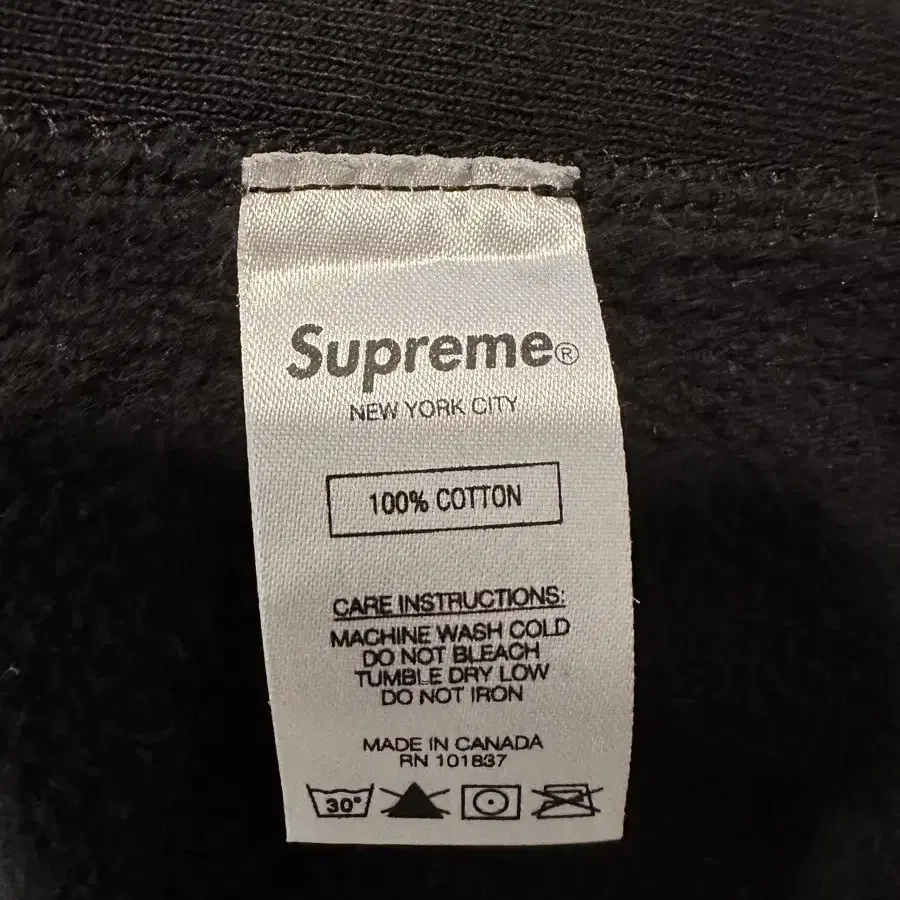 Supreme®
NEW YORK CITY
100% COTTON
CARE INSTRUCTIONS:
MACHINE WASH COLD
DO NOT BLEACH
TUMBLE DRY LOW
DO NOT IRON
MADE IN CANADA
RN 101837
30°